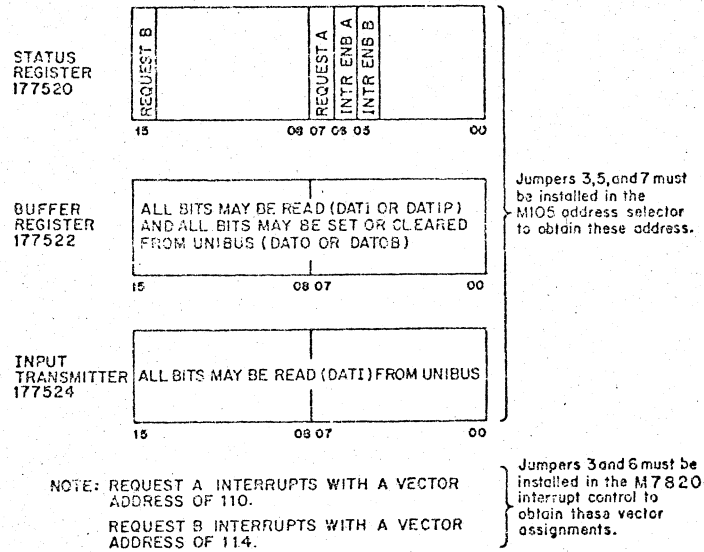 STATUS
REGISTER
177520
REQUEST B
REQUEST A
INTR ENB A
INTR ENB B
15
08 07 06 05
00
BUFFER
REGISTER
177522
ALL BITS MAY BE READ (DATI OR DATIP)
AND ALL BITS MAY BE SET OR CLEARED
FROM UNIBUS (DATO OR DATOB)
15
08 07
00
INPUT
TRANSMITTER
177524
ALL BITS MAY BE READ (DATI) FROM UNIBUS
15
08 07
00
Jumpers 3,5, and 7 must
be installed in the
M105 address selector
to obtain these address.
NOTE: REQUEST A INTERRUPTS WITH A VECTOR
ADDRESS OF 110.
REQUEST B INTERRUPTS WITH A VECTOR
ADDRESS OF 114.
Jumpers 3 and 6 must be
installed in the M7820
interrupt control to
obtain these vector
assignments.